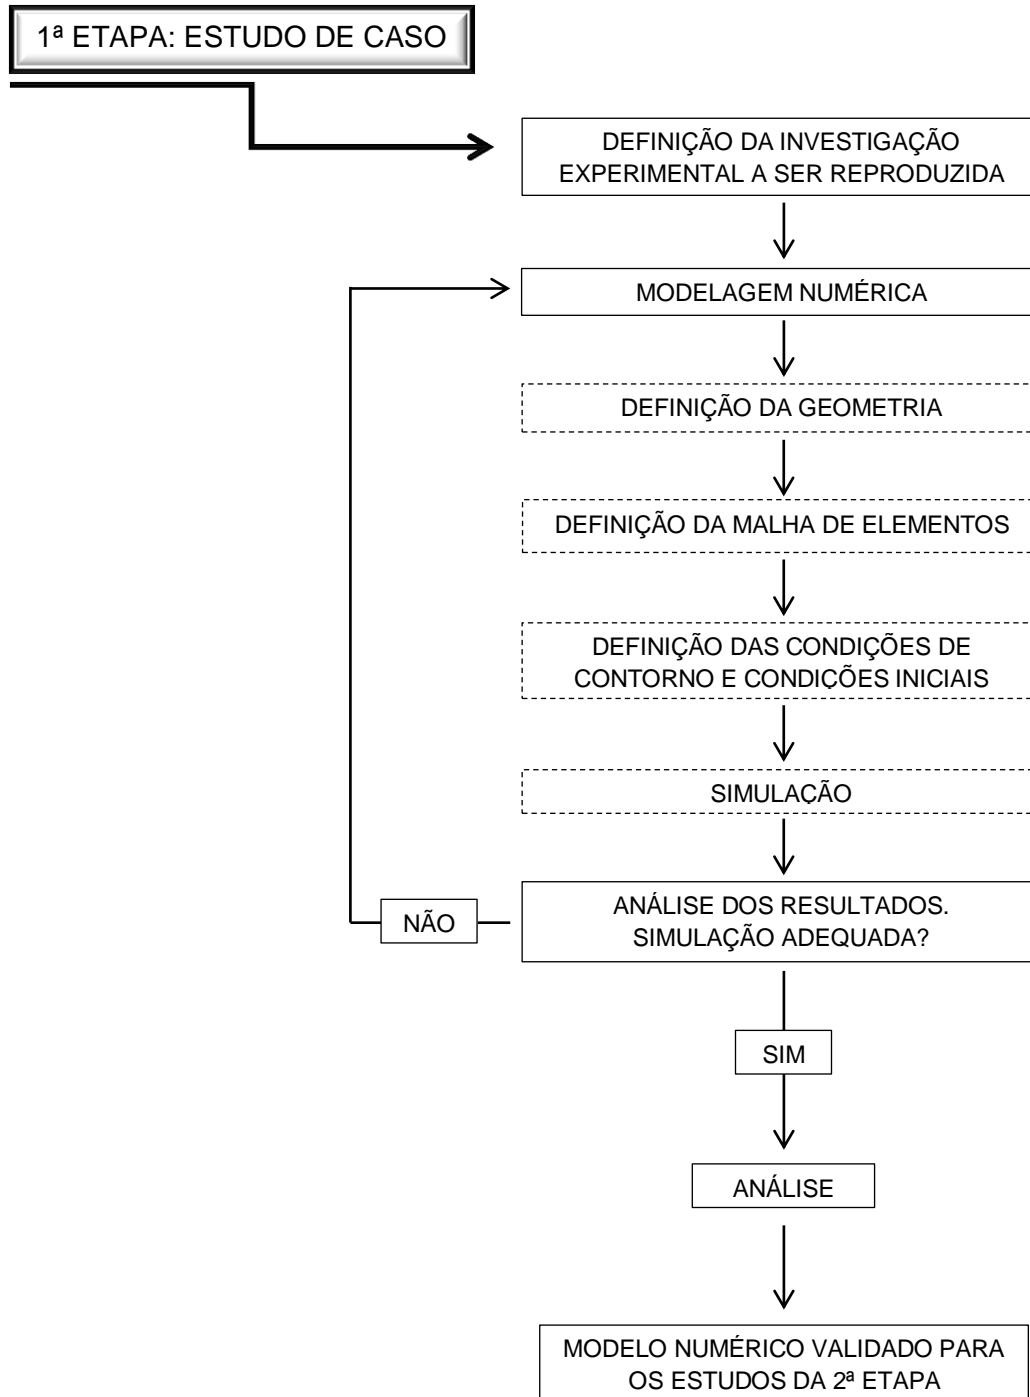 1ª ETAPA: ESTUDO DE CASO
DEFINIÇÃO DA INVESTIGAÇÃO
EXPERIMENTAL A SER REPRODUZIDA
MODELAGEM NUMÉRICA
DEFINIÇÃO DA GEOMETRIA
DEFINIÇÃO DA MALHA DE ELEMENTOS
DEFINIÇÃO DAS CONDIÇÕES DE
CONTORNO E CONDIÇÕES INICIAIS
SIMULAÇÃO
ANÁLISE DOS RESULTADOS.
SIMULAÇÃO ADEQUADA?
NÃO
SIM
ANÁLISE
MODELO NUMÉRICO VALIDADO PARA
OS ESTUDOS DA 2ª ETAPA